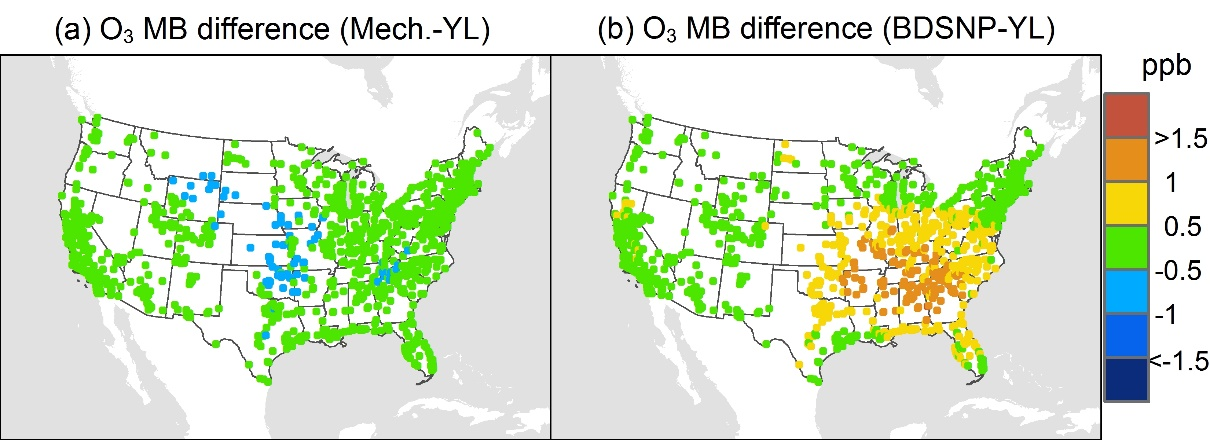 (a) O₃ MB difference (Mech.-YL)
(b) O₃ MB difference (BDSNP-YL)
ppb
>1.5
1
0.5
-0.5
-1
<-1.5